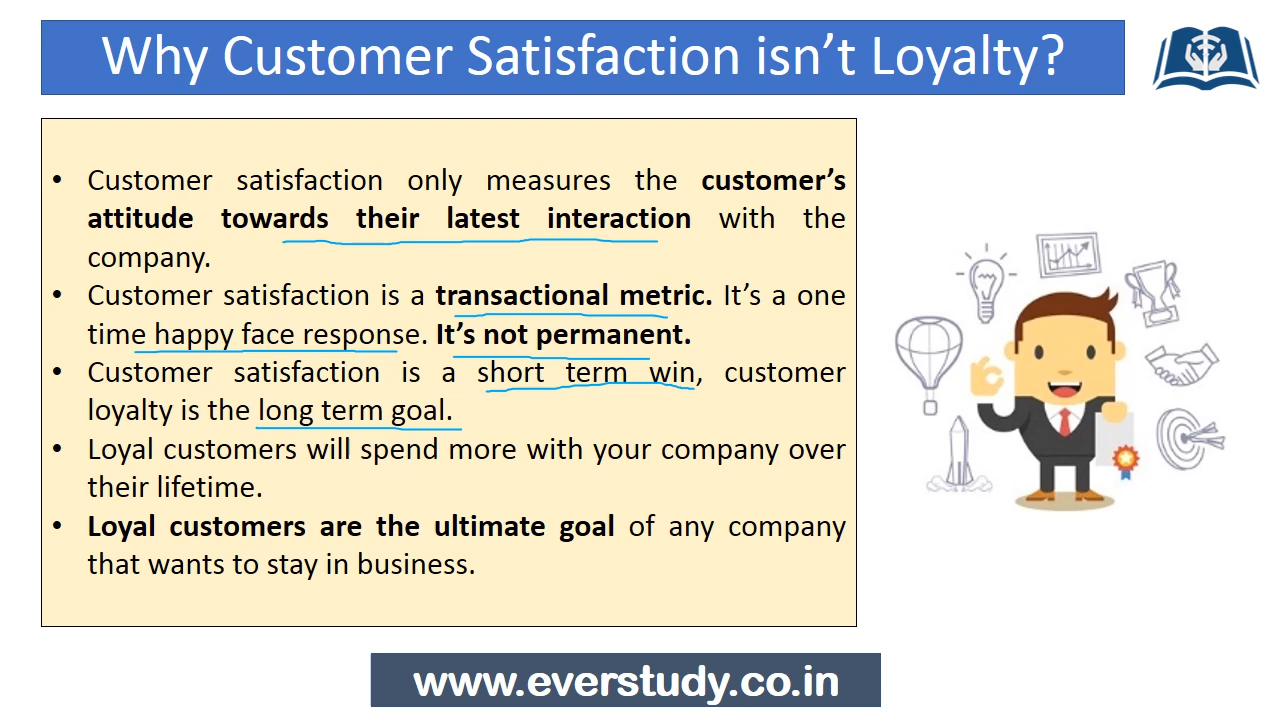 Why Customer Satisfaction isn’t Loyalty?
• Customer satisfaction only measures the customer’s
attitude towards their latest interaction with the
company.
• Customer satisfaction is a transactional metric. It’s a one
time happy face response. It’s not permanent.
• Customer satisfaction is a short term win, customer
loyalty is the long term goal.
• Loyal customers will spend more with your company over
their lifetime.
• Loyal customers are the ultimate goal of any company
that wants to stay in business.
www.everstudy.co.in